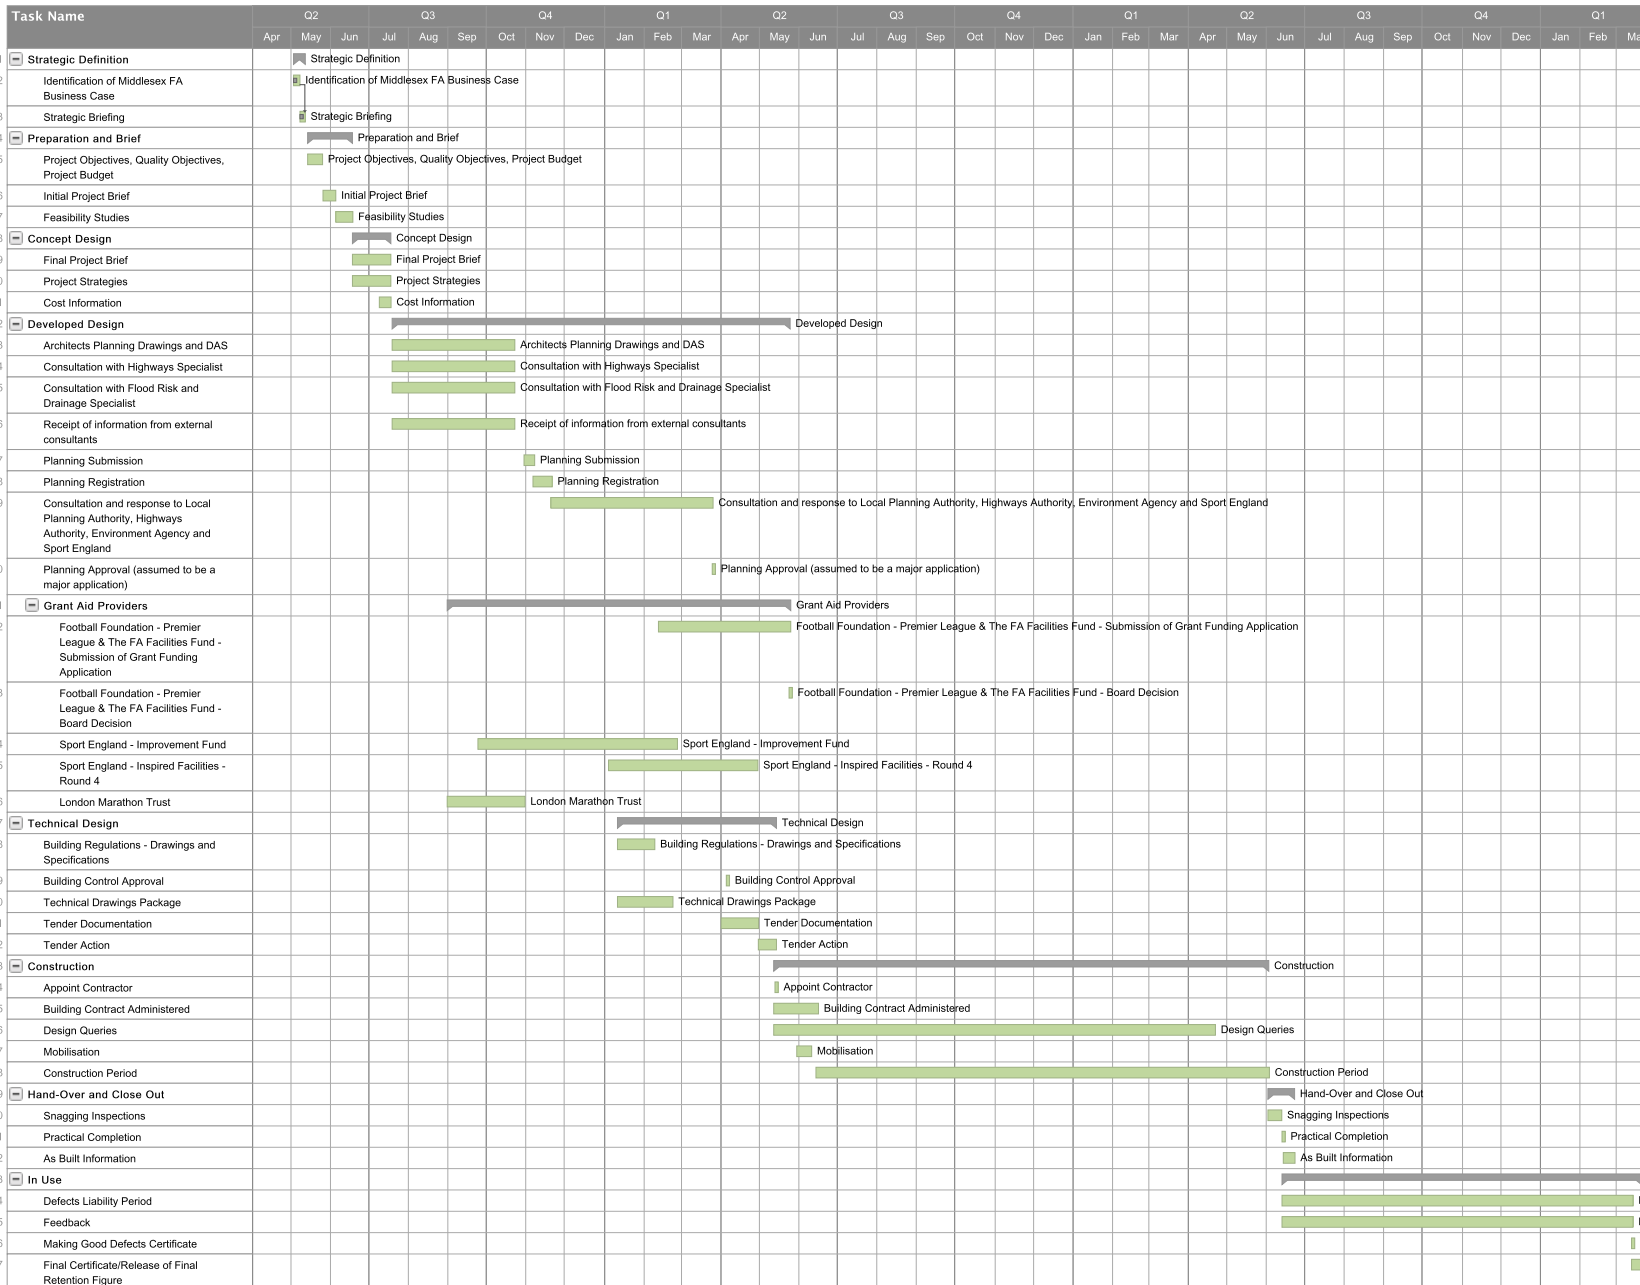 Task Name
Q2 Q3 Q4 Q1 Q2 Q3 Q4 Q1 Q2 Q3 Q4 Q1
Apr May Jun Jul Aug Sep Oct Nov Dec Jan Feb Mar Apr May Jun Jul Aug Sep Oct Nov Dec Jan Feb Mar Apr May Jun Jul Aug Sep Oct Nov Dec Jan Feb
Strategic Definition Strategic Definition
Identification of Middlesex FA Identification of Middlesex FA Business Case
Business Case
Strategic Briefing Strategic Briefing
Preparation and Brief Preparation and Brief
Project Objectives, Quality Objectives, Project Objectives, Quality Objectives, Project Budget
Project Budget
Initial Project Brief Initial Project Brief
Feasibility Studies Feasibility Studies
Concept Design Concept Design
Final Project Brief Final Project Brief
Project Strategies Project Strategies
Cost Information Cost Information
Developed Design Developed Design
Architects Planning Drawings and DAS Architects Planning Drawings and DAS
Consultation with Highways Specialist Consultation with Highways Specialist
Consultation with Flood Risk and Consultation with Flood Risk and Drainage Specialist
Drainage Specialist
Receipt of information from external Receipt of information from external consultants
consultants
Planning Submission Planning Submission
Planning Registration Planning Registration
Consultation and response to Local Consultation and response to Local Planning Authority, Highways Authority, Environment Agency and Sport England
Planning Authority, Highways
Authority, Environment Agency and
Sport England
Planning Approval (assumed to be a Planning Approval (assumed to be a major application)
major application)
Grant Aid Providers Grant Aid Providers
Football Foundation - Premier Football Foundation - Premier League & The FA Facilities Fund - Submission of Grant Funding Application
League & The FA Facilities Fund -
Submission of Grant Funding
Application
Football Foundation - Premier Football Foundation - Premier League & The FA Facilities Fund - Board Decision
League & The FA Facilities Fund -
Board Decision
Sport England - Improvement Fund Sport England - Improvement Fund
Sport England - Inspired Facilities - Sport England - Inspired Facilities - Round 4
Round 4
London Marathon Trust London Marathon Trust
Technical Design Technical Design
Building Regulations - Drawings and Building Regulations - Drawings and Specifications
Specifications
Building Control Approval Building Control Approval
Technical Drawings Package Technical Drawings Package
Tender Documentation Tender Documentation
Tender Action Tender Action
Construction Construction
Appoint Contractor Appoint Contractor
Building Contract Administered Building Contract Administered
Design Queries Design Queries
Mobilisation Mobilisation
Construction Period Construction Period
Hand-Over and Close Out Hand-Over and Close Out
Snagging Inspections Snagging Inspections
Practical Completion Practical Completion
As Built Information As Built Information
In Use
Defects Liability Period
Feedback
Making Good Defects Certificate
Final Certificate/Release of Final
Retention Figure